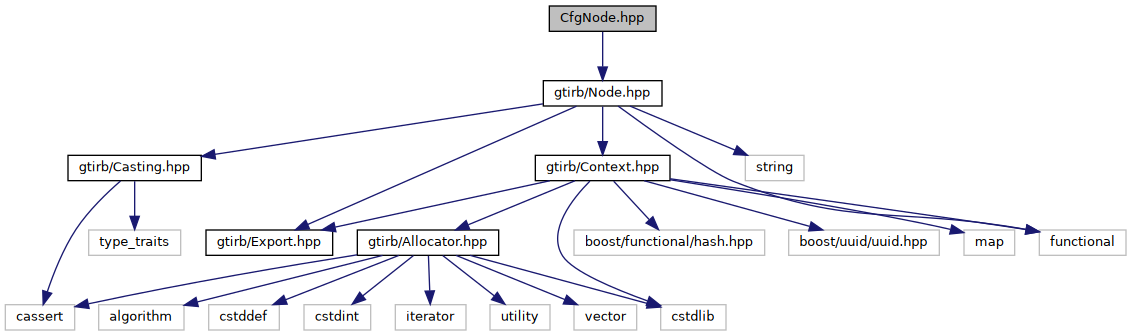 CfgNode.hpp
gtirb/Node.hpp
gtirb/Casting.hpp
gtirb/Context.hpp
string
type_traits
gtirb/Export.hpp
gtirb/Allocator.hpp
boost/functional/hash.hpp
boost/uuid/uuid.hpp
map
functional
cassert
algorithm
cstddef
cstdint
iterator
utility
vector
cstdlib